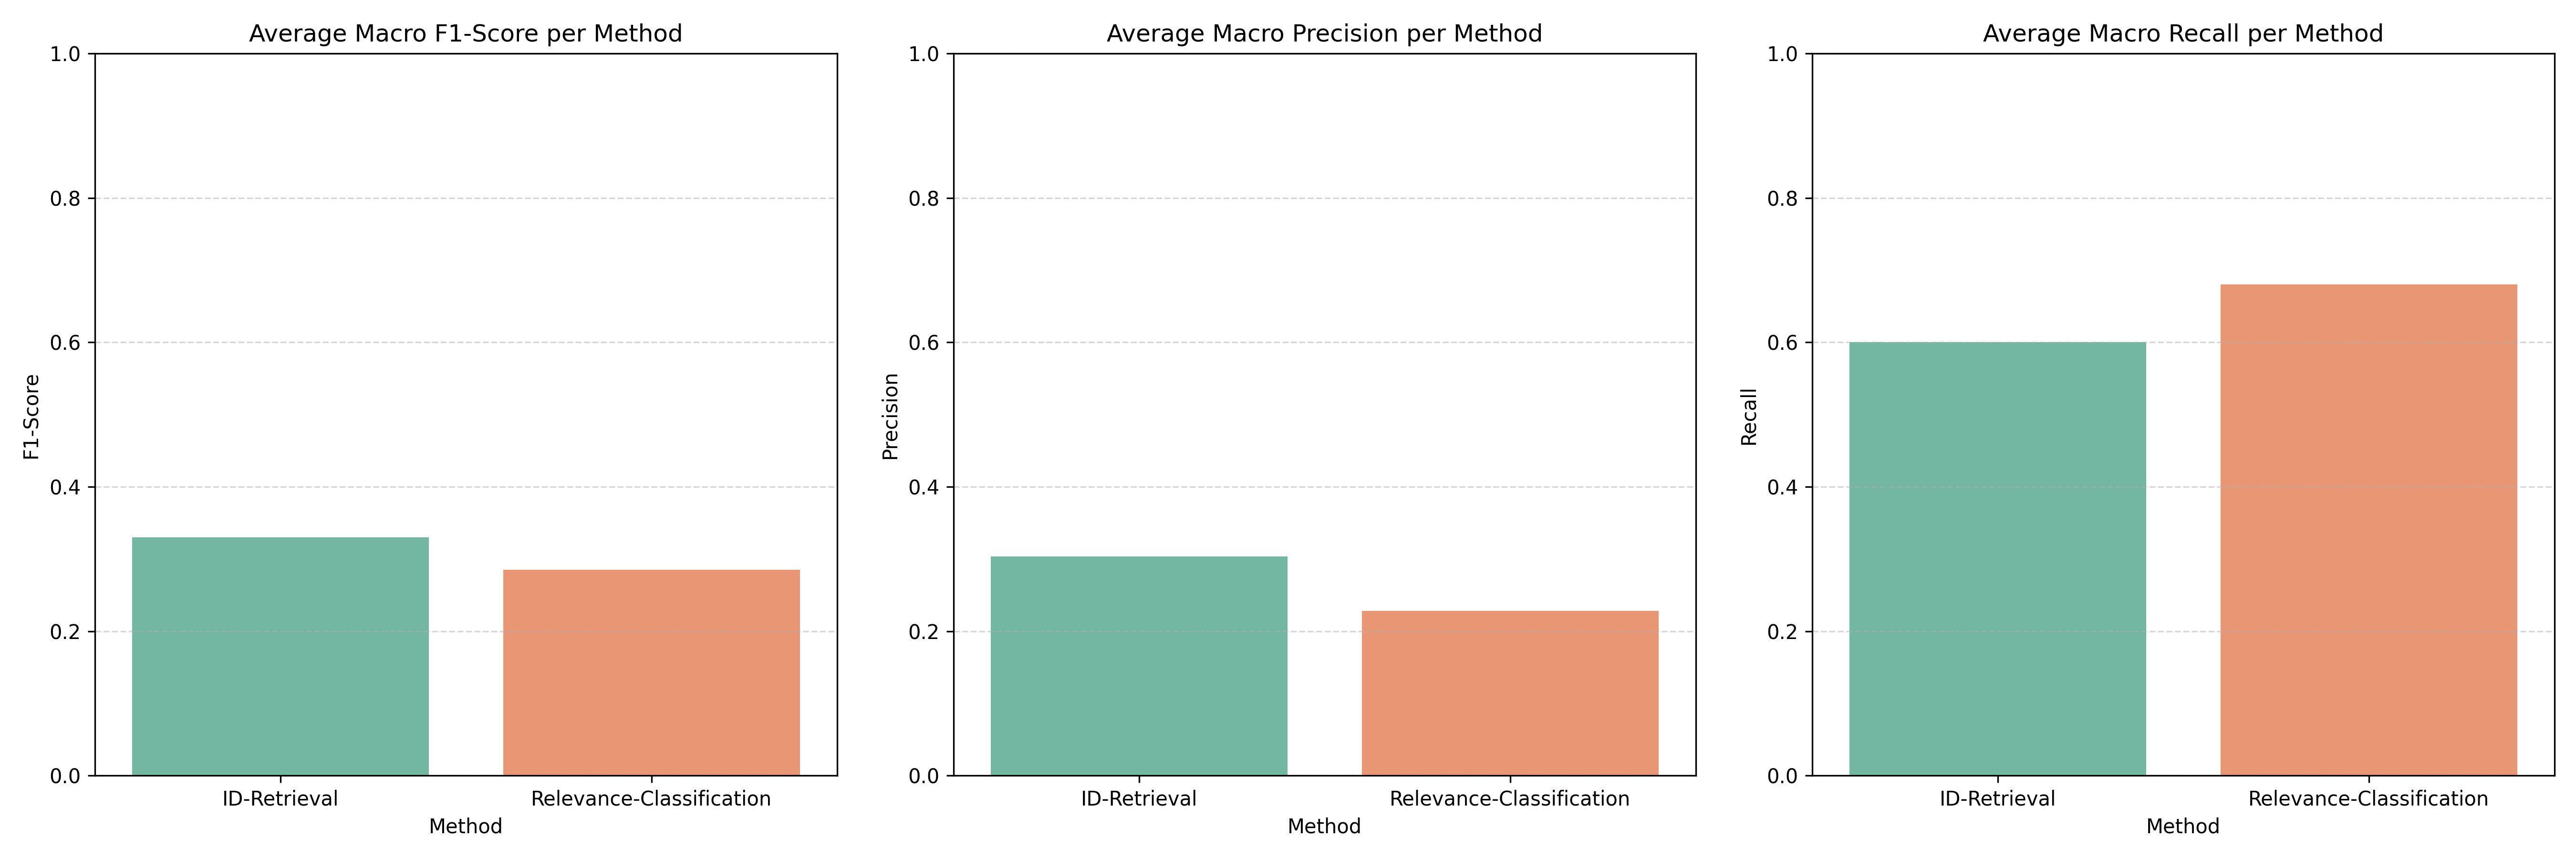 Average Macro F1-Score per Method
1.0
0.8
0.6
0.4
0.2
0.0
F1-Score
ID-Retrieval
Relevance-Classification
Method
Average Macro Precision per Method
1.0
0.8
0.6
0.4
0.2
0.0
Precision
ID-Retrieval
Relevance-Classification
Method
Average Macro Recall per Method
1.0
0.8
0.6
0.4
0.2
0.0
Recall
ID-Retrieval
Relevance-Classification
Method